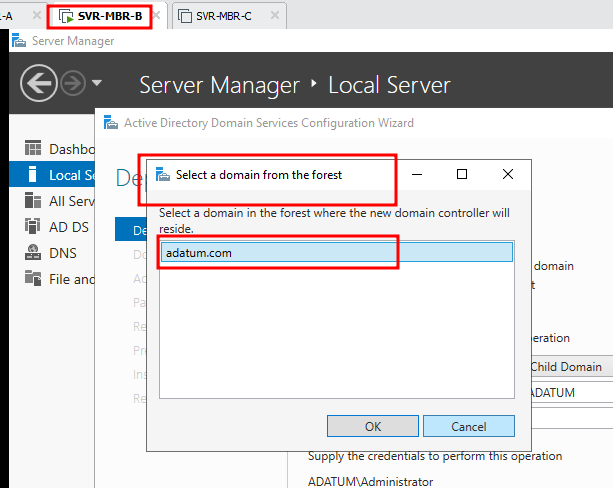 -A
SVR-MBR-B
SVR-MBR-C
Server Manager
Server Manager
Local Server
Active Directory Domain Services Configuration Wizard
Dashbo
Local Se
All Serv
AD DS
DNS
File and
Select a domain from the forest
Select a domain in the forest where the new domain controller will
reside.
adatum.com
OK
Cancel
De
De
Do
Ac
Pa
Re
Pre
Ins
Re
domain
t
eration
Child Domain
ADATUM
Supply the credentials to perform this operation
ADATUM\Administrator